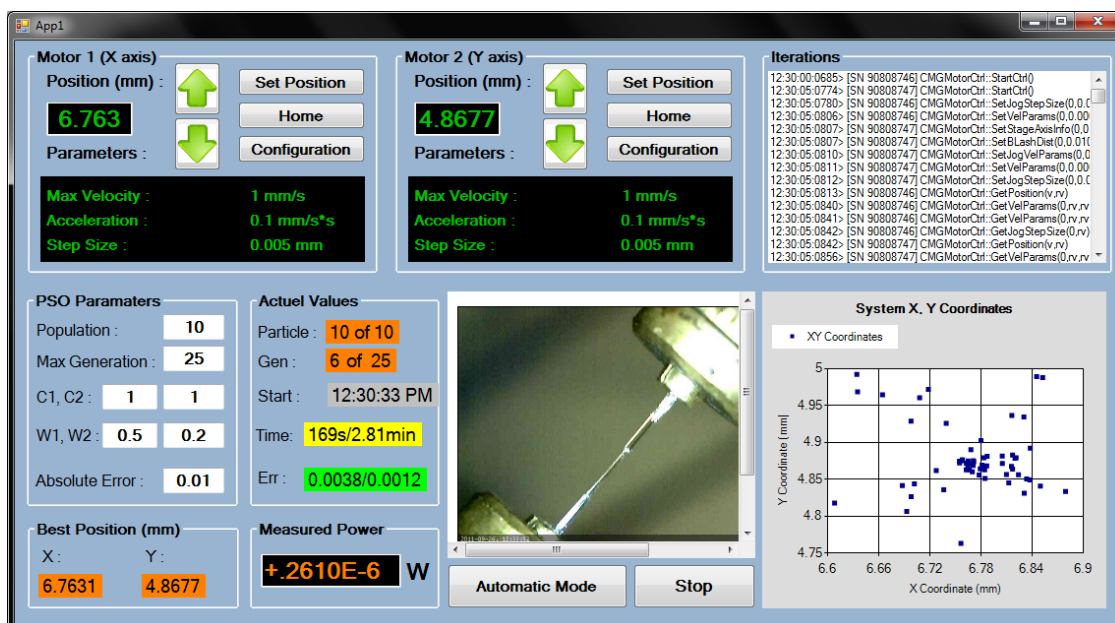 App1
Motor 1 (X axis)
Position (mm) :
Set Position
6.763
Home
Parameters :
Configuration
Max Velocity : 1 mm/s
Acceleration : 0.1 mm/s*s
Step Size : 0.005 mm
Motor 2 (Y axis)
Position (mm) :
Set Position
4.8677
Home
Parameters :
Configuration
Max Velocity : 1 mm/s
Acceleration : 0.1 mm/s*s
Step Size : 0.005 mm
Iterations
12:30:00:0685> [SN 90808746] CMGMotorCtrl::StartCtrl()
12:30:05:0774> [SN 90808747] CMGMotorCtrl::StartCtrl()
12:30:05:0780> [SN 90808746] CMGMotorCtrl::SetJogStepSize(0,0.0
12:30:05:0806> [SN 90808746] CMGMotorCtrl::SetVelParams(0,0.00
12:30:05:0807> [SN 90808746] CMGMotorCtrl::SetStageAxisInfo(0,0
12:30:05:0807> [SN 90808746] CMGMotorCtrl::SetBLashDist(0,0.010
12:30:05:0810> [SN 90808747] CMGMotorCtrl::SetJogVelParams(0,0
12:30:05:0811> [SN 90808747] CMGMotorCtrl::SetVelParams(0,0.00
12:30:05:0812> [SN 90808747] CMGMotorCtrl::SetJogStepSize(0,0.0
12:30:05:0813> [SN 90808746] CMGMotorCtrl::GetPosition(v,rv)
12:30:05:0840> [SN 90808746] CMGMotorCtrl::GetVelParams(0,rv,rv
12:30:05:0841> [SN 90808746] CMGMotorCtrl::GetVelParams(0,rv,rv
12:30:05:0842> [SN 90808746] CMGMotorCtrl::GetJogStepSize(0,rv)
12:30:05:0842> [SN 90808747] CMGMotorCtrl::GetPosition(v,rv)
12:30:05:0856> [SN 90808747] CMGMotorCtrl::GetVelParams(0,rv,rv
PSO Paramaters
Population : 10
Max Generation : 25
C1, C2 : 1 1
W1, W2 : 0.5 0.2
Absolute Error : 0.01
Actuel Values
Particle : 10 of 10
Gen : 6 of 25
Start : 12:30:33 PM
Time: 169s/2.81min
Err : 0.0038/0.0012
Best Position (mm)
X : Y :
6.7631 4.8677
Measured Power
+.2610E-6 W
Automatic Mode
Stop
System X, Y Coordinates
XY Coordinates
Y Coordinate (mm)
5
4.95
4.9
4.85
4.8
4.75
6.6 6.66 6.72 6.78 6.84 6.9
X Coordinate (mm)